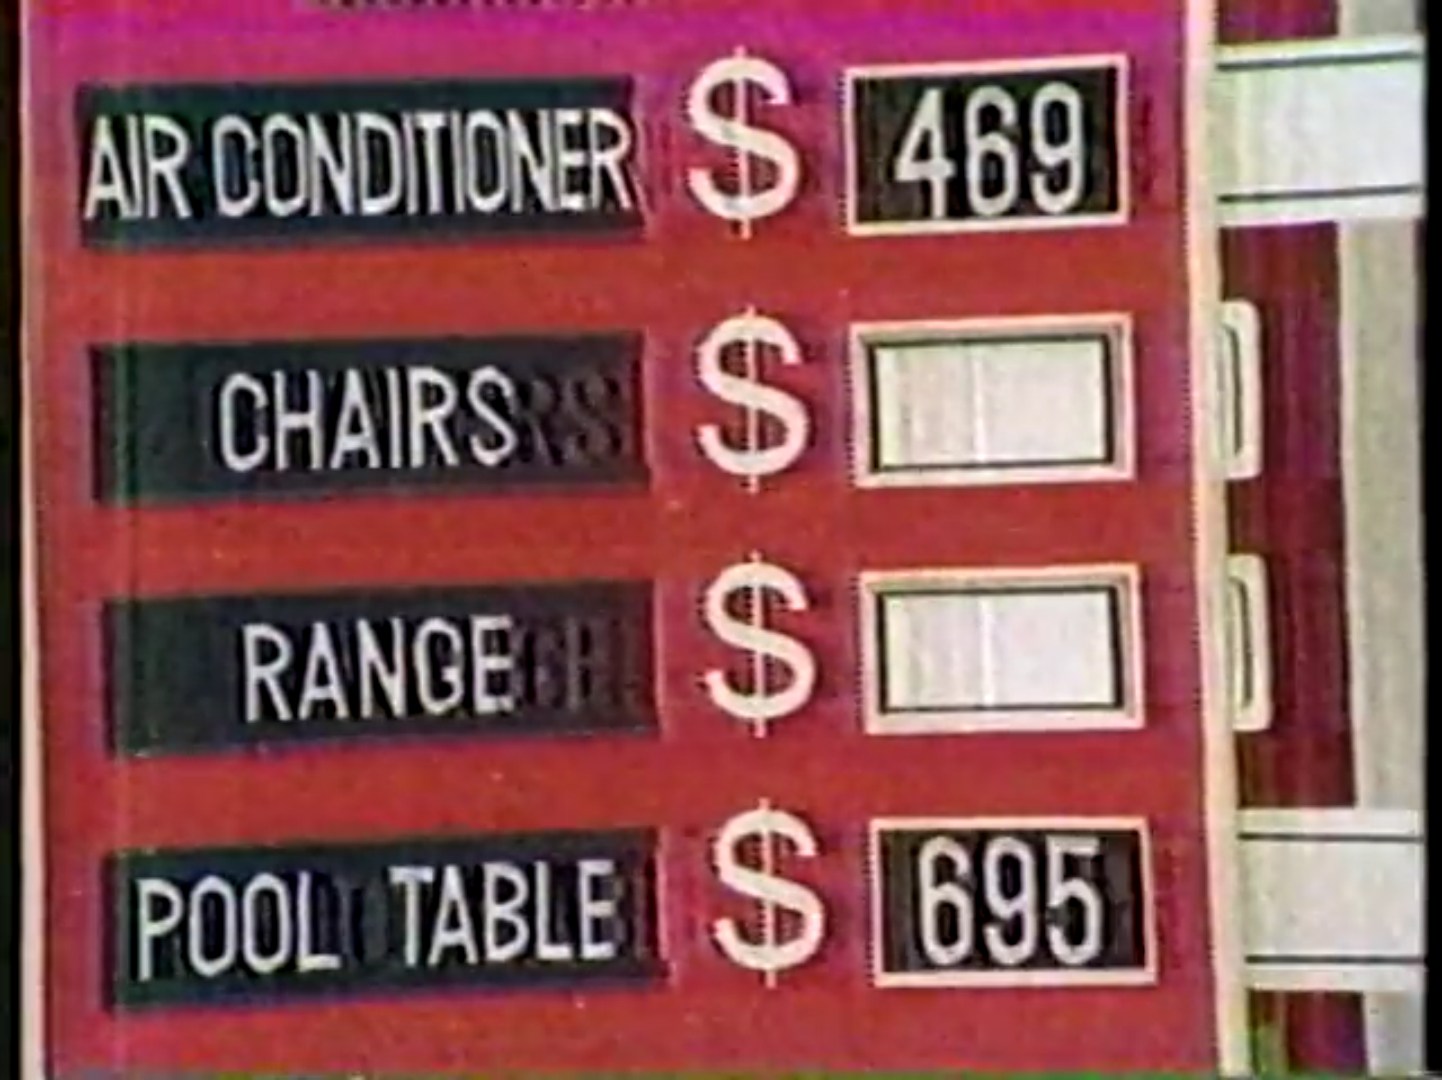 AIR CONDITIONER $ 469
CHAIRS $
RANGE $
POOL TABLE $ 695